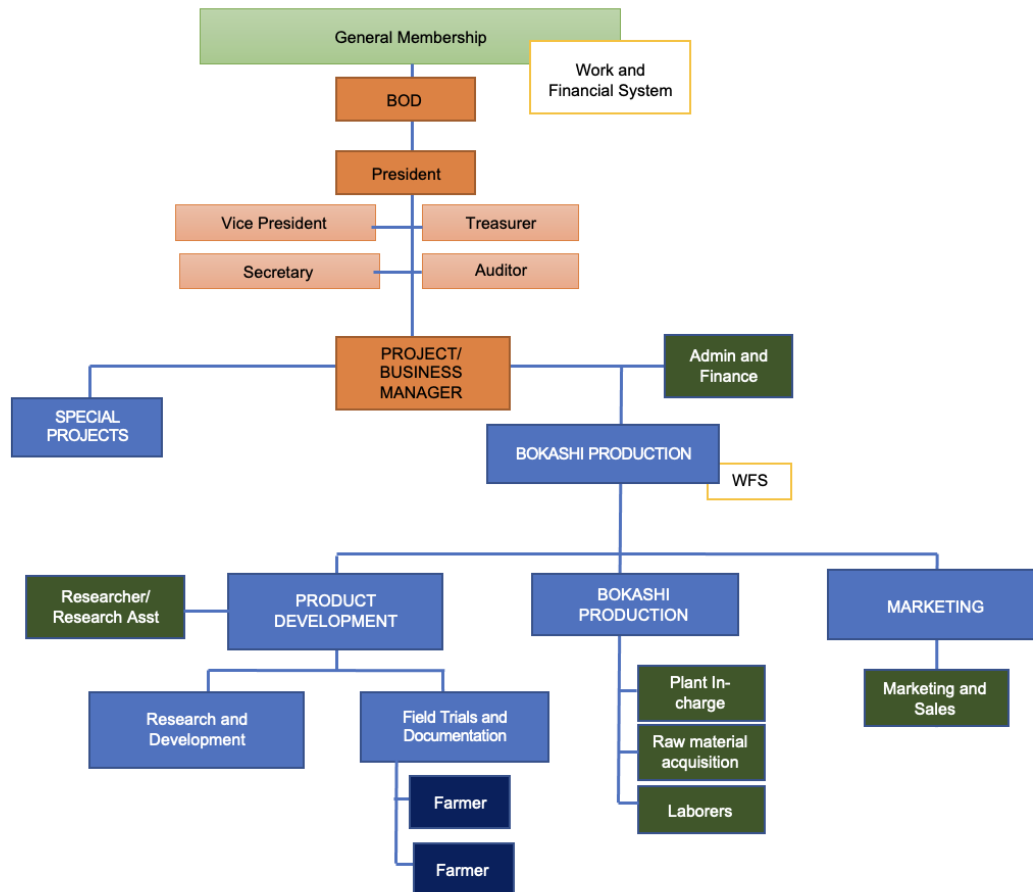 General Membership
Work and
Financial System
BOD
President
Vice President
Treasurer
Secretary
Auditor
PROJECT/
BUSINESS
MANAGER
Admin and
Finance
SPECIAL
PROJECTS
BOKASHI PRODUCTION
WFS
Researcher/
Research Asst
PRODUCT
DEVELOPMENT
BOKASHI
PRODUCTION
MARKETING
Plant In-
charge
Marketing and
Sales
Research and
Development
Field Trials and
Documentation
Raw material
acquisition
Farmer
Laborers
Farmer